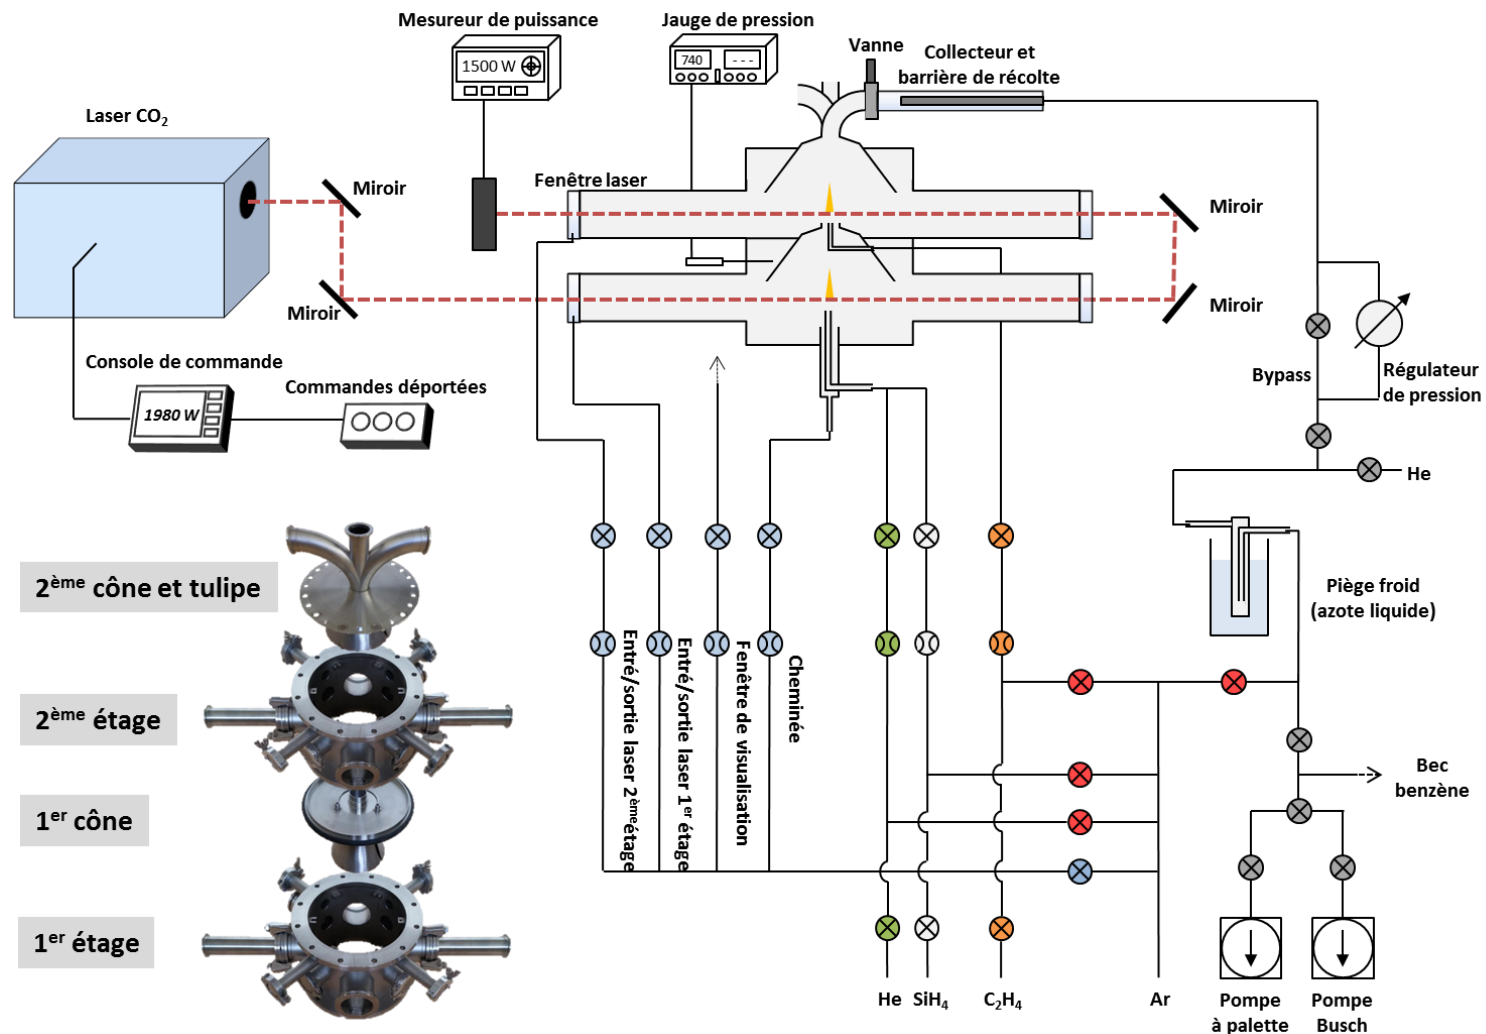 Mesureur de puissance
1500 W
Jauge de pression
740
- - -
Vanne
Collecteur et
barrière de récolte
Laser CO₂
Miroir
Fenêtre laser
Miroir
Miroir
Miroir
Console de commande
1980 W
Commandes déportées
Bypass
Régulateur
de pression
He
Piège froid
(azote liquide)
2ème cône et tulipe
2ème étage
1er cône
1er étage
Entré/sortie laser 2ème étage
Entré/sortie laser 1er étage
Fenêtre de visualisation
Cheminée
Bec
benzène
He
SiH₄
C₂H₄
Ar
Pompe
à palette
Pompe
Busch